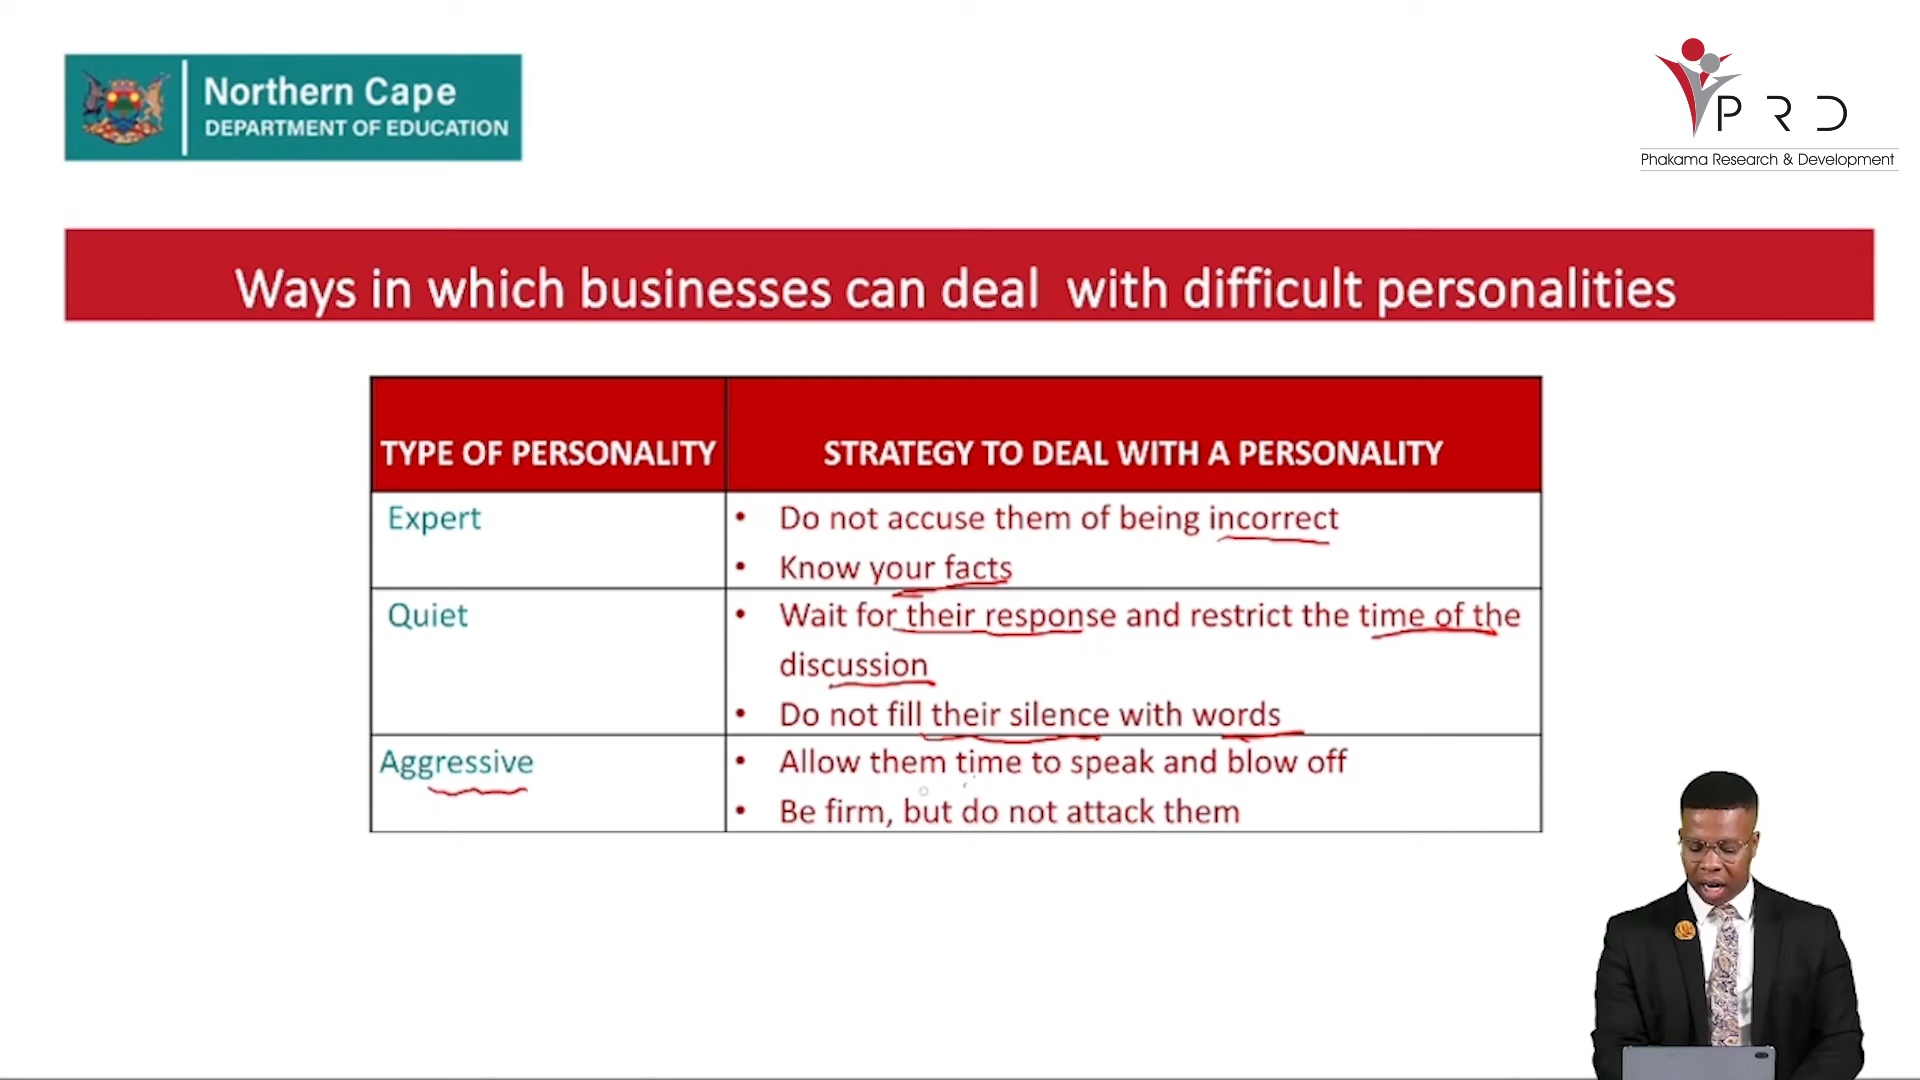 Northern Cape
DEPARTMENT OF EDUCATION
P R D
Phakama Research & Development
Ways in which businesses can deal with difficult personalities
TYPE OF PERSONALITY
STRATEGY TO DEAL WITH A PERSONALITY
Expert
• Do not accuse them of being incorrect
• Know your facts
Quiet
• Wait for their response and restrict the time of the
discussion
• Do not fill their silence with words
Aggressive
• Allow them time to speak and blow off
• Be firm, but do not attack them